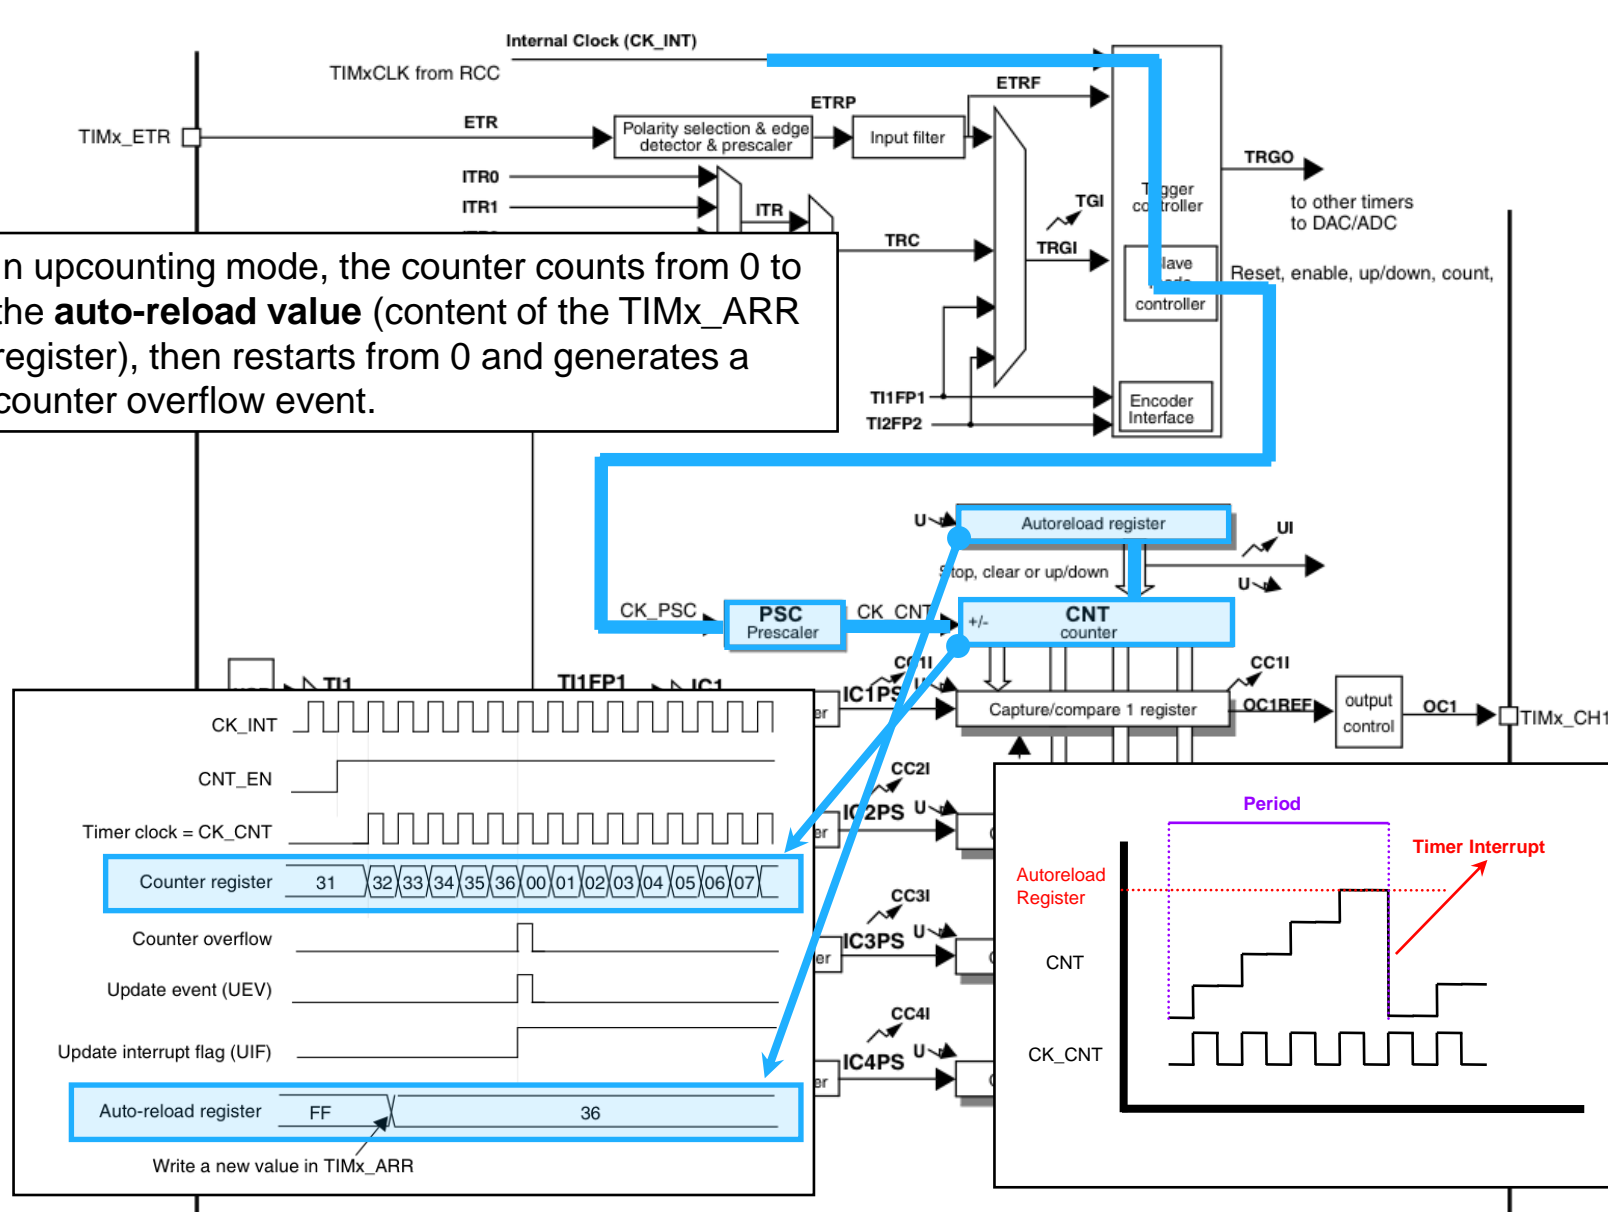 Internal Clock (CK_INT)
TIMxCLK from RCC
ETRF
ETRP
ETR
TIMx_ETR
Polarity selection & edge
detector & prescaler
Input filter
TRGO
ITR0
ITR1
ITR
TGI
controller
to other timers
to DAC/ADC
TRC
TRGI
n upcounting mode, the counter counts from 0 to
the auto-reload value (content of the TIMx_ARR
register), then restarts from 0 and generates a
counter overflow event.
Reset, enable, up/down, count,
controller
TI1FP1
TI2FP2
Encoder
Interface
U
Autoreload register
UI
Stop, clear or up/down
U
CK_PSC
PSC
Prescaler
CK_CNT
+/-
CNT
counter
CC1I
CC1I
TI1
TI1FP1
IC1
IC1PS
U
Capture/compare 1 register
OC1REF
output
control
OC1
TIMx_CH1
CC2I
IC2PS
U
CC3I
IC3PS
U
CC4I
IC4PS
U
CK_INT
CNT_EN
Timer clock = CK_CNT
Counter register
31 32 33 34 35 36 00 01 02 03 04 05 06 07
Counter overflow
Update event (UEV)
Update interrupt flag (UIF)
Auto-reload register
FF
36
Write a new value in TIMx_ARR
Period
Timer Interrupt
Autoreload
Register
CNT
CK_CNT